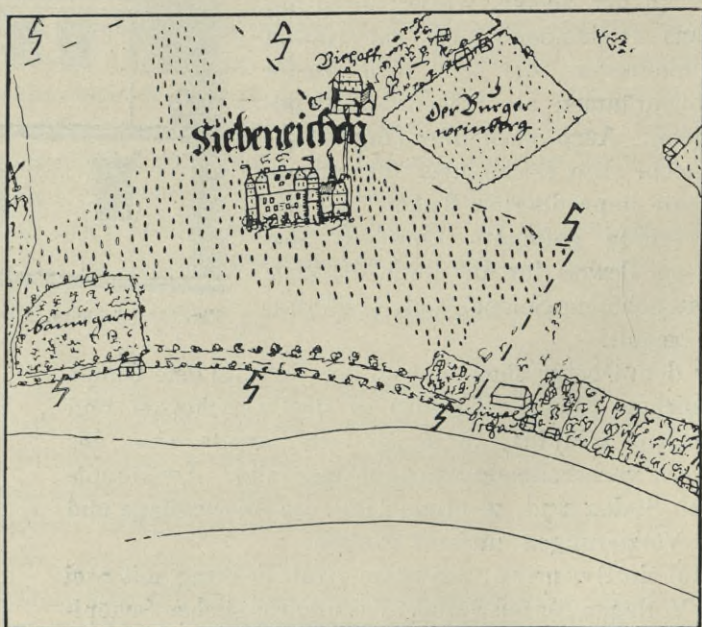 Viehoff
Siebeneichen
Der Burger
weinberg
baumgarte